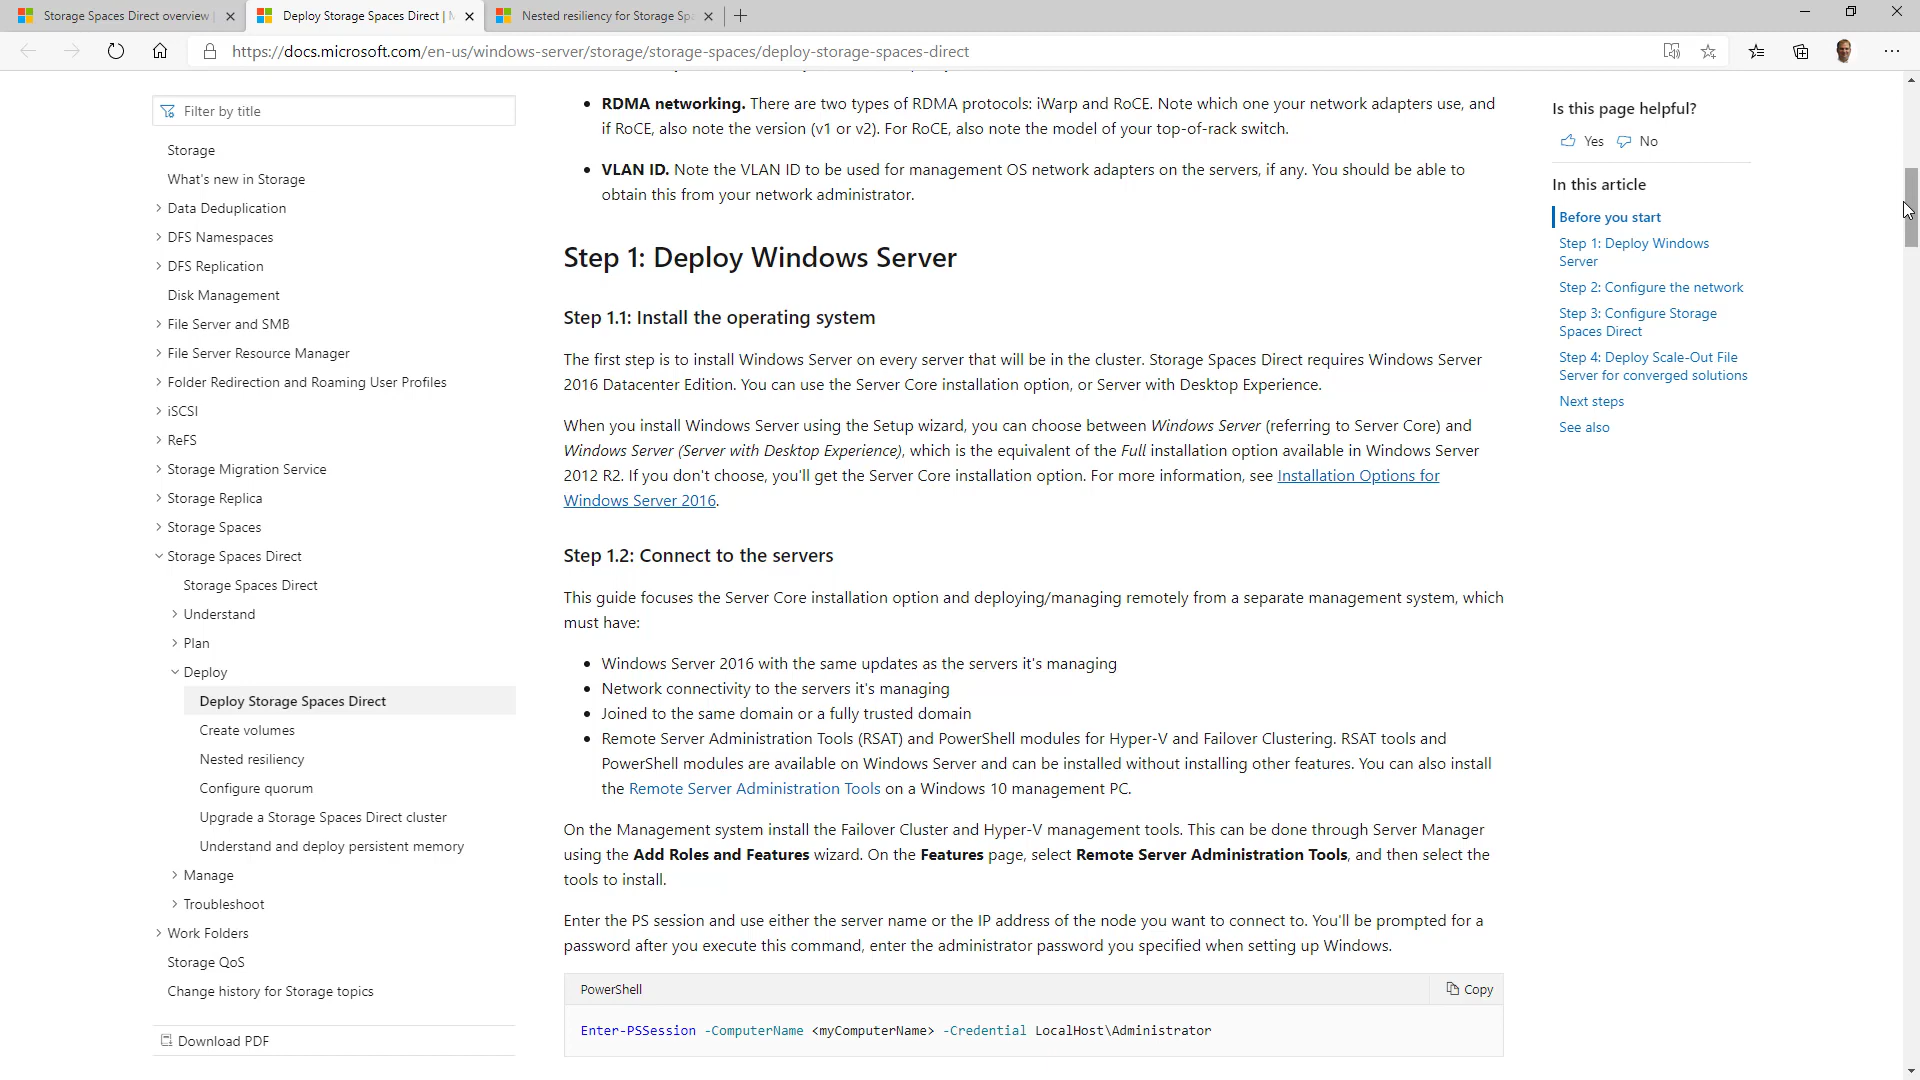 Storage Spaces Direct overview
Deploy Storage Spaces Direct | M
Nested resiliency for Storage Sp
https://docs.microsoft.com/en-us/windows-server/storage/storage-spaces/deploy-storage-spaces-direct
Filter by title
Storage
What's new in Storage
Data Deduplication
DFS Namespaces
DFS Replication
Disk Management
File Server and SMB
File Server Resource Manager
Folder Redirection and Roaming User Profiles
iSCSI
ReFS
Storage Migration Service
Storage Replica
Storage Spaces
Storage Spaces Direct
Storage Spaces Direct
Understand
Plan
Deploy
Deploy Storage Spaces Direct
Create volumes
Nested resiliency
Configure quorum
Upgrade a Storage Spaces Direct cluster
Understand and deploy persistent memory
Manage
Troubleshoot
Work Folders
Storage QoS
Change history for Storage topics
Download PDF
• RDMA networking. There are two types of RDMA protocols: iWarp and RoCE. Note which one your network adapters use, and
if RoCE, also note the version (v1 or v2). For RoCE, also note the model of your top-of-rack switch.
• VLAN ID. Note the VLAN ID to be used for management OS network adapters on the servers, if any. You should be able to
obtain this from your network administrator.
Step 1: Deploy Windows Server
Step 1.1: Install the operating system
The first step is to install Windows Server on every server that will be in the cluster. Storage Spaces Direct requires Windows Server
2016 Datacenter Edition. You can use the Server Core installation option, or Server with Desktop Experience.
When you install Windows Server using the Setup wizard, you can choose between Windows Server (referring to Server Core) and
Windows Server (Server with Desktop Experience), which is the equivalent of the Full installation option available in Windows Server
2012 R2. If you don't choose, you'll get the Server Core installation option. For more information, see Installation Options for
Windows Server 2016.
Step 1.2: Connect to the servers
This guide focuses the Server Core installation option and deploying/managing remotely from a separate management system, which
must have:
• Windows Server 2016 with the same updates as the servers it's managing
• Network connectivity to the servers it's managing
• Joined to the same domain or a fully trusted domain
• Remote Server Administration Tools (RSAT) and PowerShell modules for Hyper-V and Failover Clustering. RSAT tools and
PowerShell modules are available on Windows Server and can be installed without installing other features. You can also install
the Remote Server Administration Tools on a Windows 10 management PC.
On the Management system install the Failover Cluster and Hyper-V management tools. This can be done through Server Manager
using the Add Roles and Features wizard. On the Features page, select Remote Server Administration Tools, and then select the
tools to install.
Enter the PS session and use either the server name or the IP address of the node you want to connect to. You'll be prompted for a
password after you execute this command, enter the administrator password you specified when setting up Windows.
PowerShell
Copy
Enter-PSSession -ComputerName <myComputerName> -Credential LocalHost\Administrator
Is this page helpful?
Yes No
In this article
Before you start
Step 1: Deploy Windows
Server
Step 2: Configure the network
Step 3: Configure Storage
Spaces Direct
Step 4: Deploy Scale-Out File
Server for converged solutions
Next steps
See also